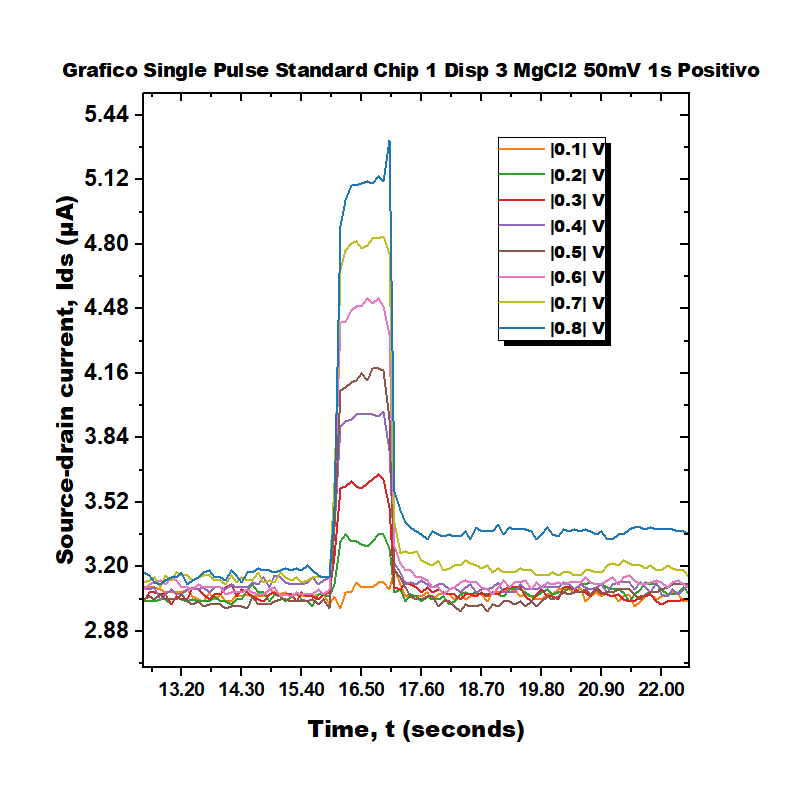 Grafico Single Pulse Standard Chip 1 Disp 3 MgCl2 50mV 1s Positivo
5.44
5.12
4.80
4.48
4.16
3.84
3.52
3.20
2.88
Source-drain current, Ids (µA)
|0.1| V
|0.2| V
|0.3| V
|0.4| V
|0.5| V
|0.6| V
|0.7| V
|0.8| V
13.20 14.30 15.40 16.50 17.60 18.70 19.80 20.90 22.00
Time, t (seconds)